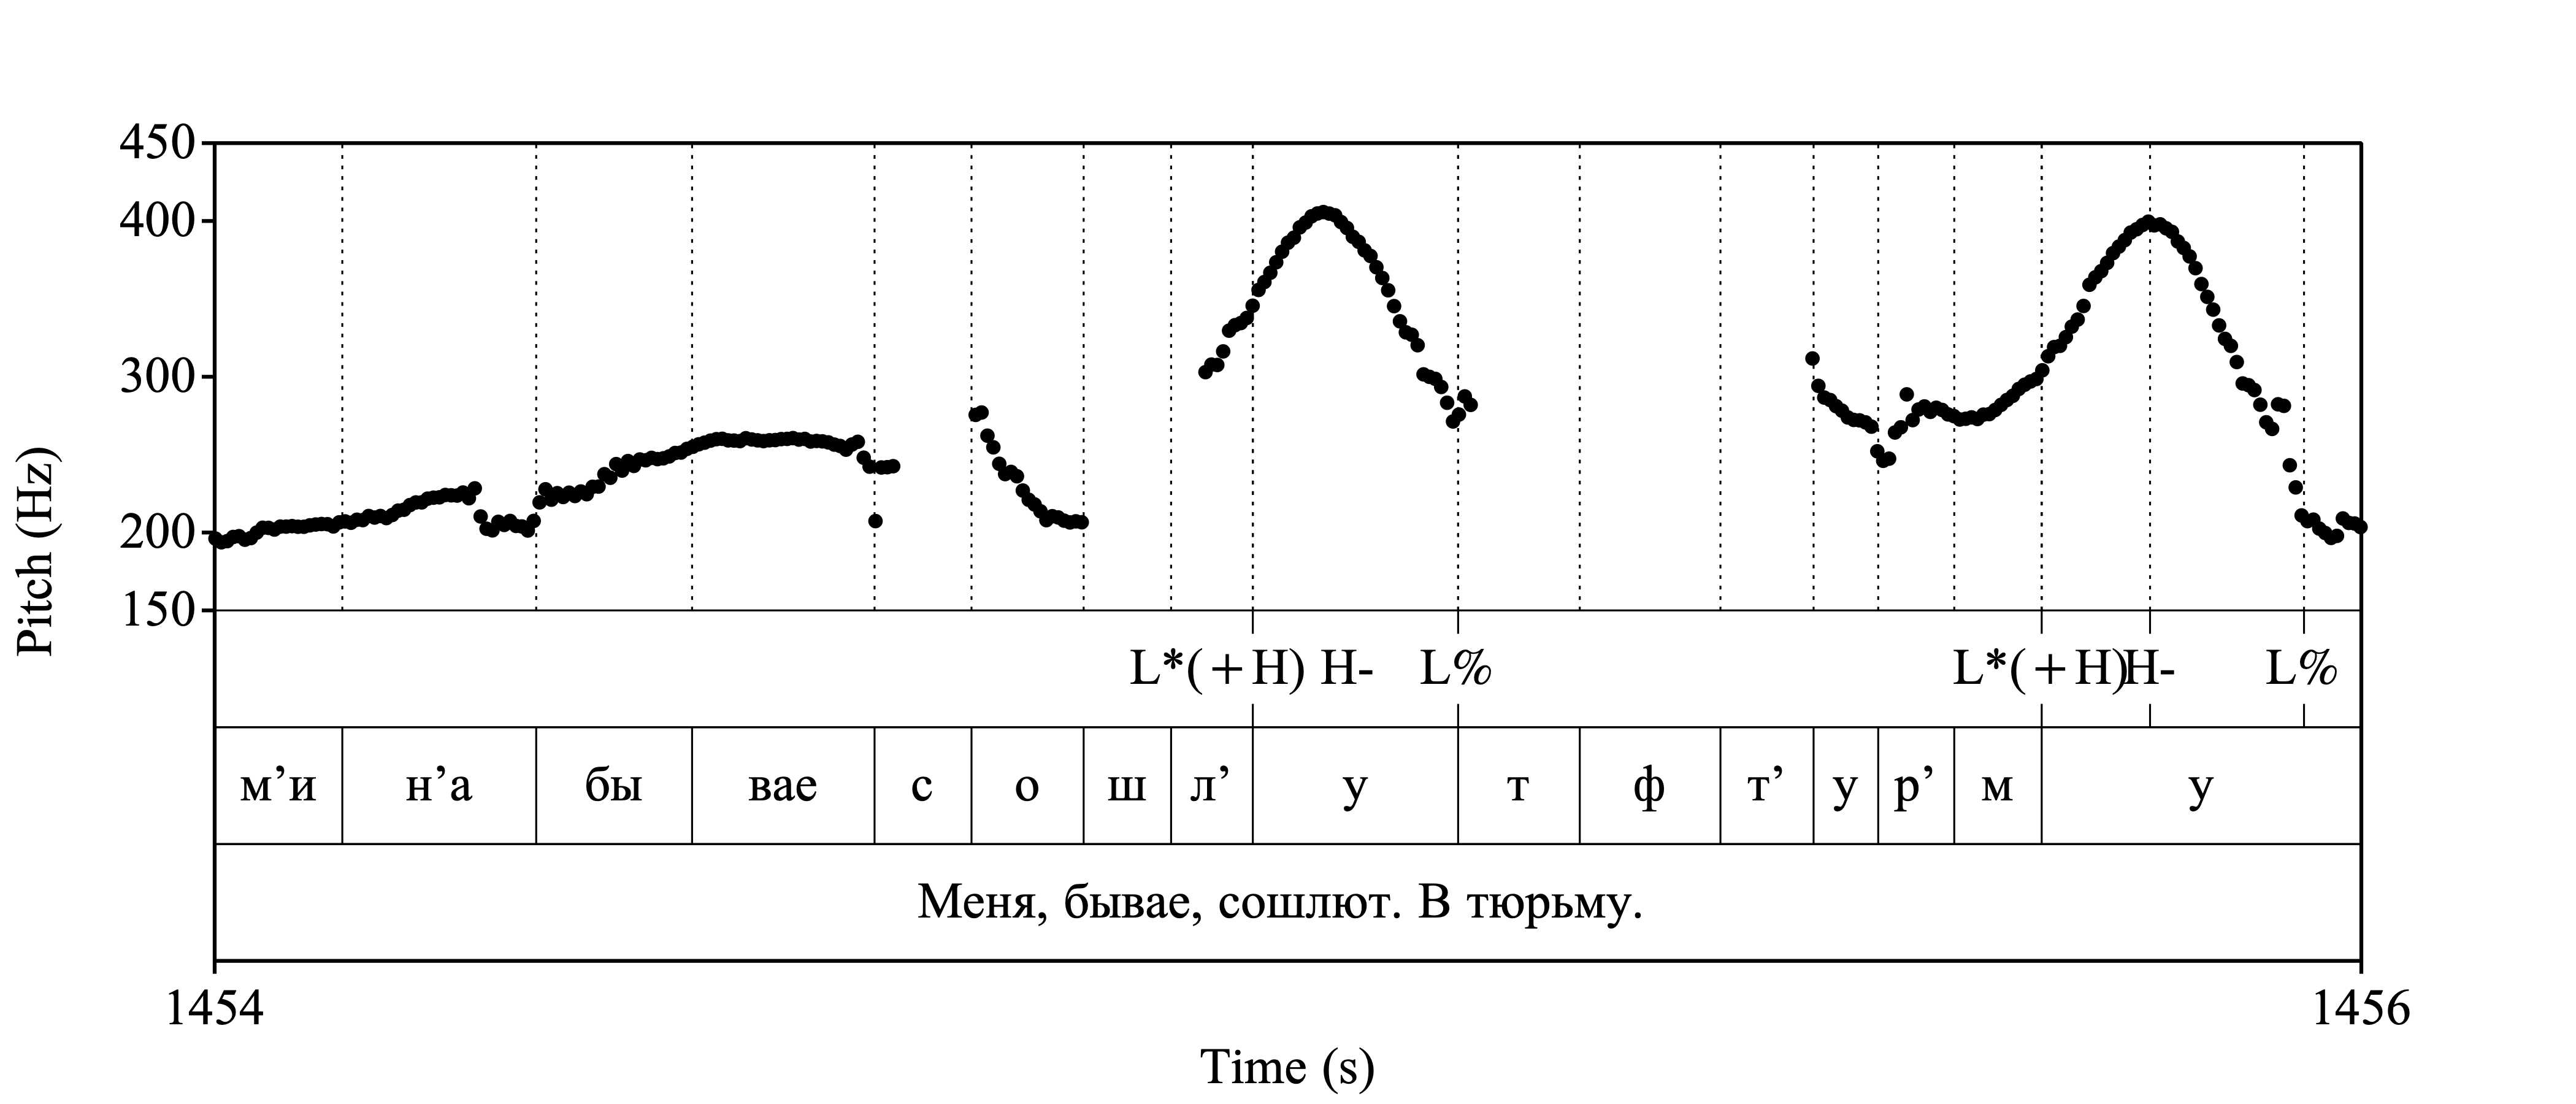 450
400
300
200
150
Pitch (Hz)
L*(+H) H- L% L*(+H)H- L%
м’и н’а бы вае с о ш л’ у т ф т’ у р’ м у
Меня, бывае, сошлют. В тюрьму.
1454 1456
Time (s)